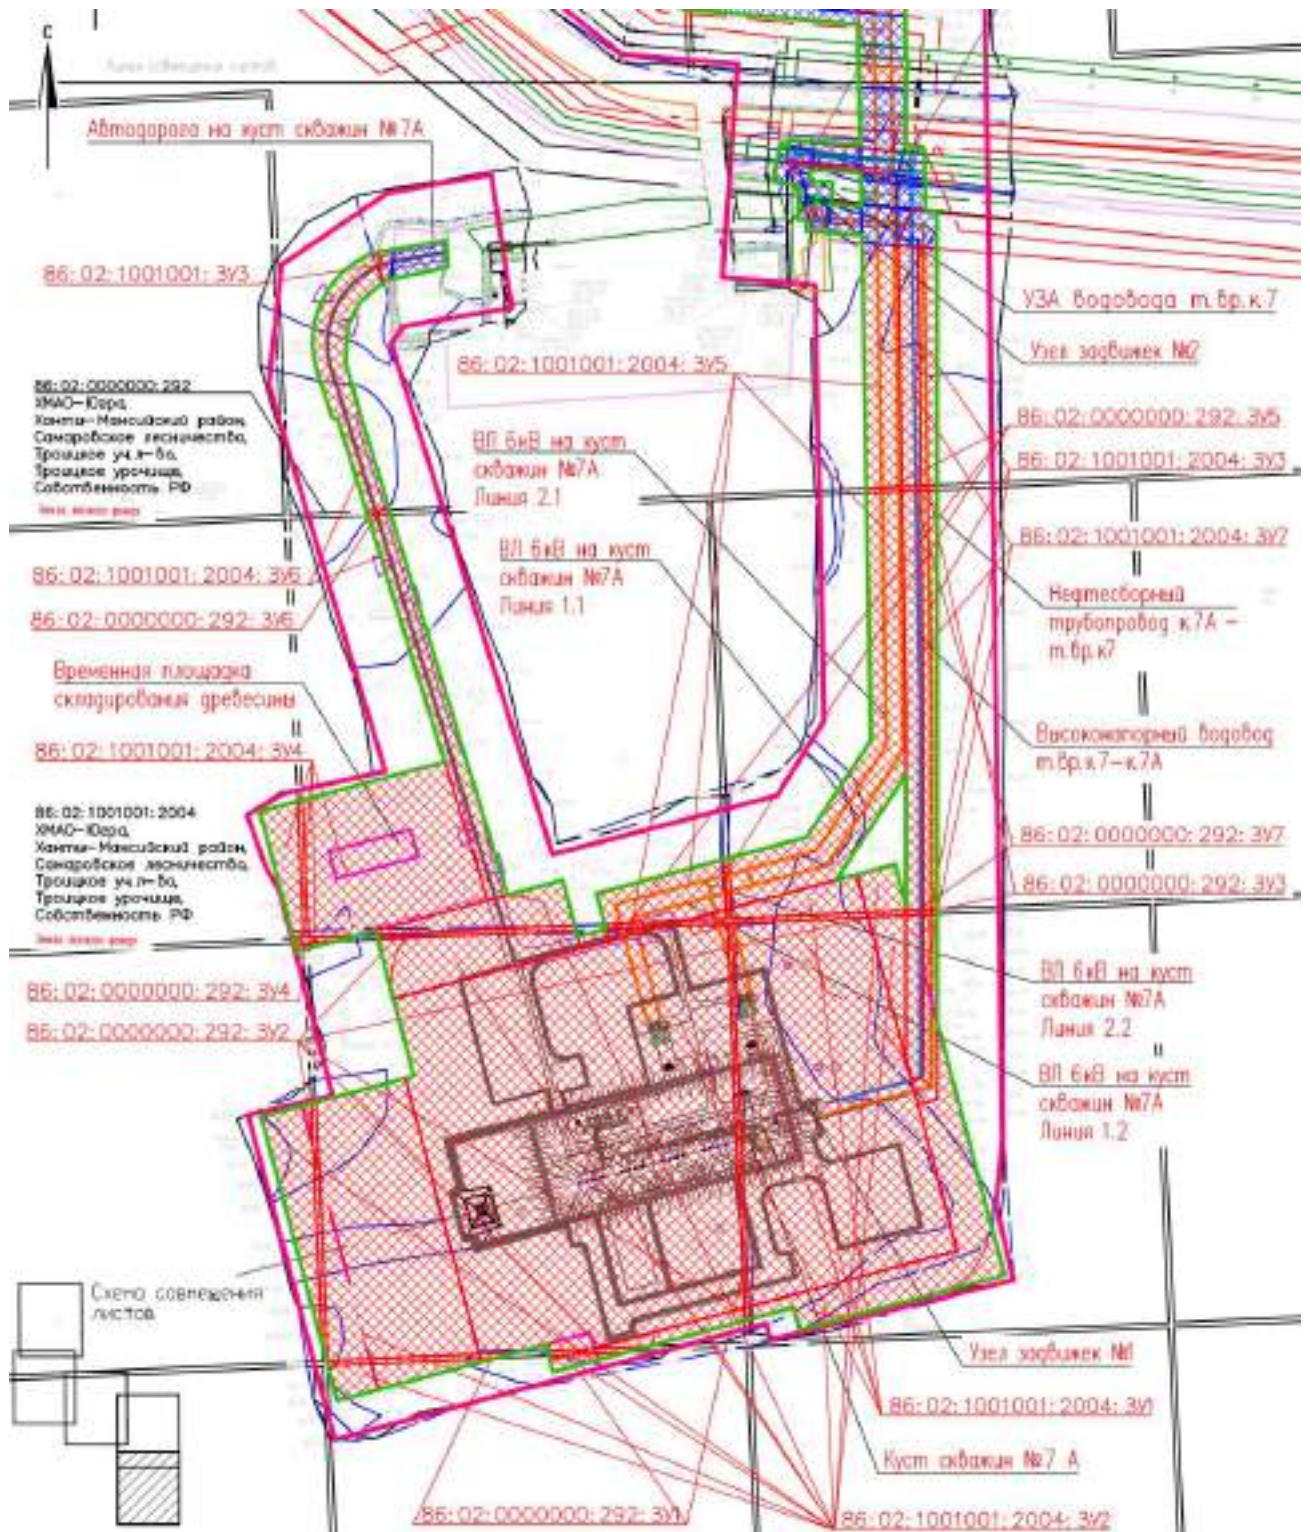 С
Автодорога на куст скважин №7А
86:02:1001001:ЗУ3
УЗА водовода т.вр.к.7
Узел задвижек №2
86:02:1001001:2004:ЗУ5
86:02:0000000:292
ХМАО-Югра,
Ханты-Мансийский район,
Самаровское лесничество,
Троицкое уч.л-во,
Троицкое урочище,
Собственность РФ
86:02:0000000:292:ЗУ5
86:02:1001001:2004:ЗУ3
ВЛ 6кВ на куст
скважин №7А
Линия 2.1
86:02:1001001:2004:ЗУ7
ВЛ 6кВ на куст
скважин №7А
Линия 1.1
86:02:1001001:2004:ЗУ6
86:02:0000000:292:ЗУ6
Нефтесборный
трубопровод к.7А -
т.вр.к7
Временная площадка
складирования древесины
86:02:1001001:2004:ЗУ4
Высоконапорный водовод
т.вр.к.7-к.7А
86:02:1001001:2004
ХМАО-Югра,
Ханты-Мансийский район,
Самаровское лесничество,
Троицкое уч.л-во,
Троицкое урочище,
Собственность РФ
86:02:0000000:292:ЗУ7
86:02:0000000:292:ЗУ3
86:02:0000000:292:ЗУ4
86:02:0000000:292:ЗУ2
ВЛ 6кВ на куст
скважин №7А
Линия 2.2
ВЛ 6кВ на куст
скважин №7А
Линия 1.2
Схема совмещения
листов
Узел задвижек №1
86:02:1001001:2004:ЗУ1
Куст скважин №7 А
86:02:0000000:292:ЗУ1
86:02:1001001:2004:ЗУ2